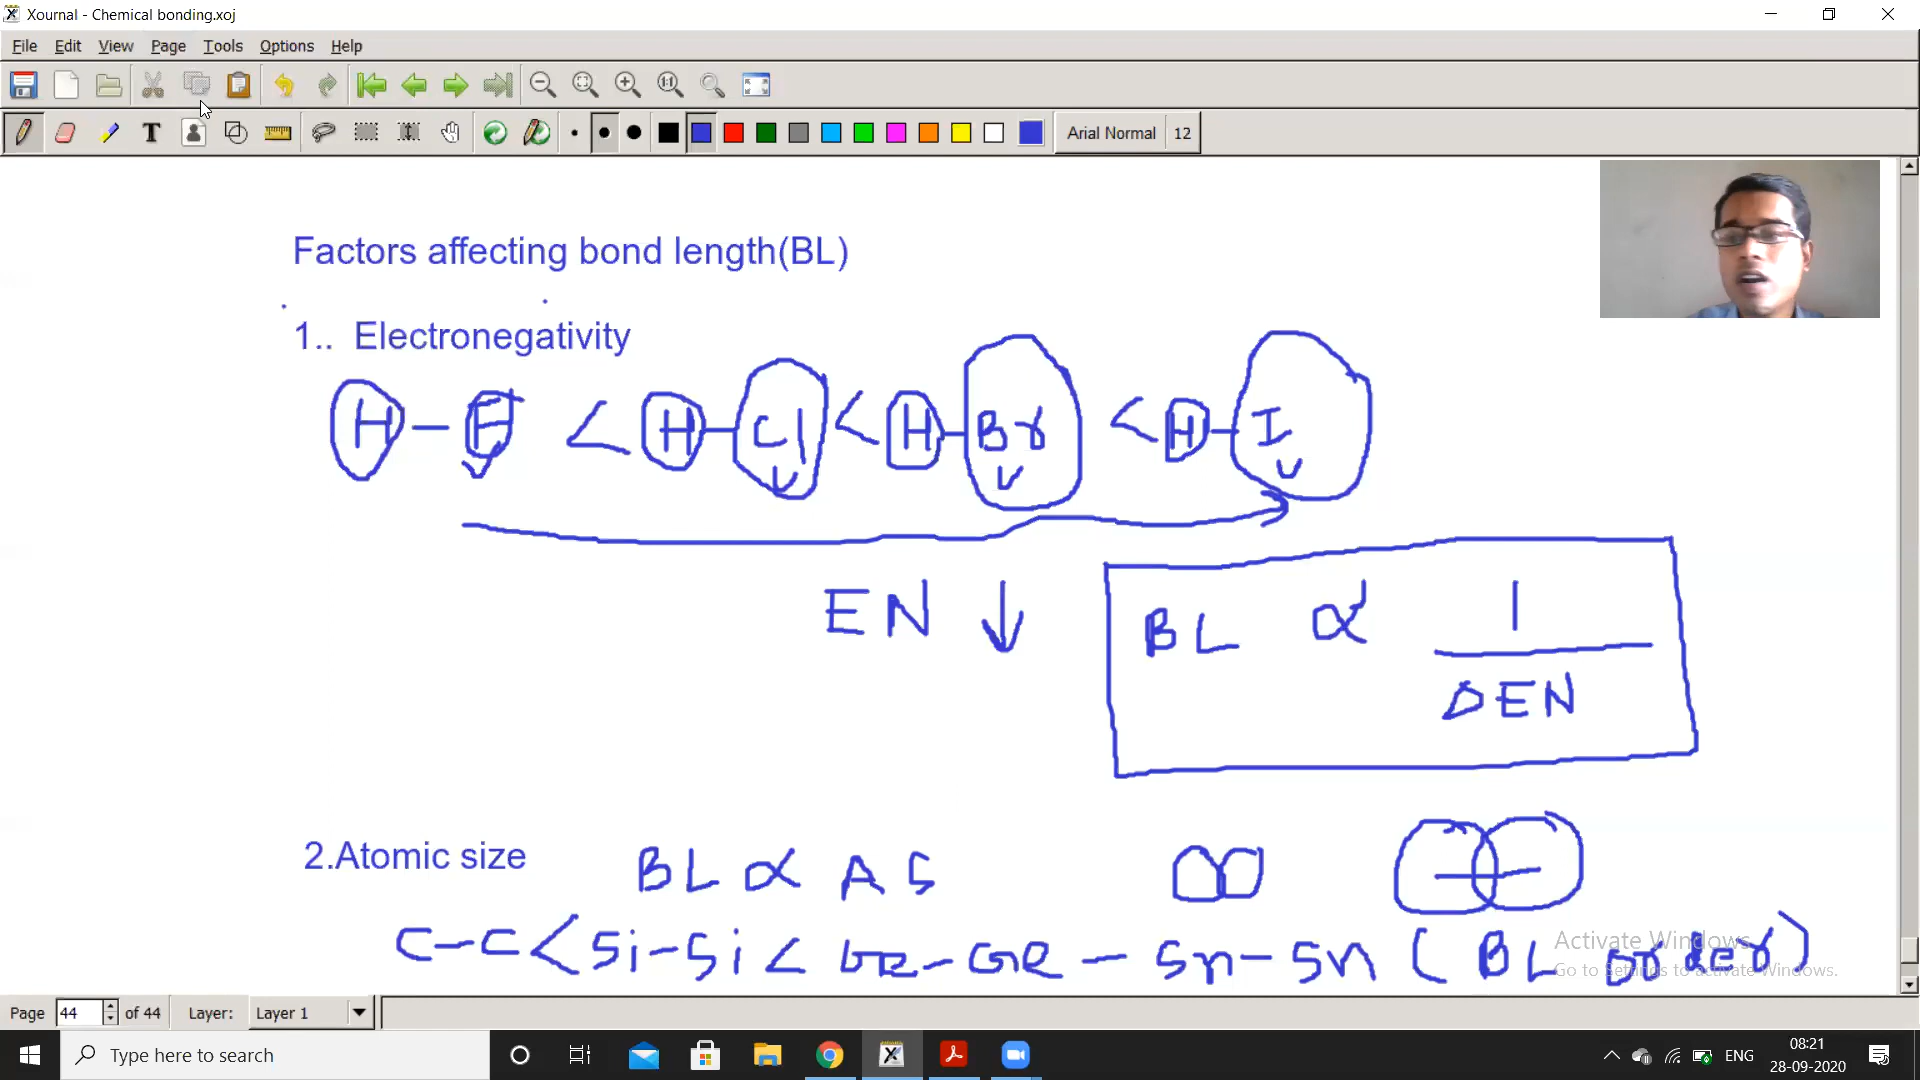 Xournal - Chemical bonding.xoj
File Edit View Page Tools Options Help
1:1
T Arial Normal 12
Factors affecting bond length(BL)
1.. Electronegativity
H - F < H - Cl < H - Br < H - I
EN ↓
BL ∝ 1
ΔEN
2.Atomic size BL ∝ AS
C-C < Si-Si < Ge-Ge - Sn-Sn ( BL order )
Activate Windows
Go to Settings to activate Windows.
Page 44 of 44 Layer: Layer 1
Type here to search
ENG
08:21
28-09-2020